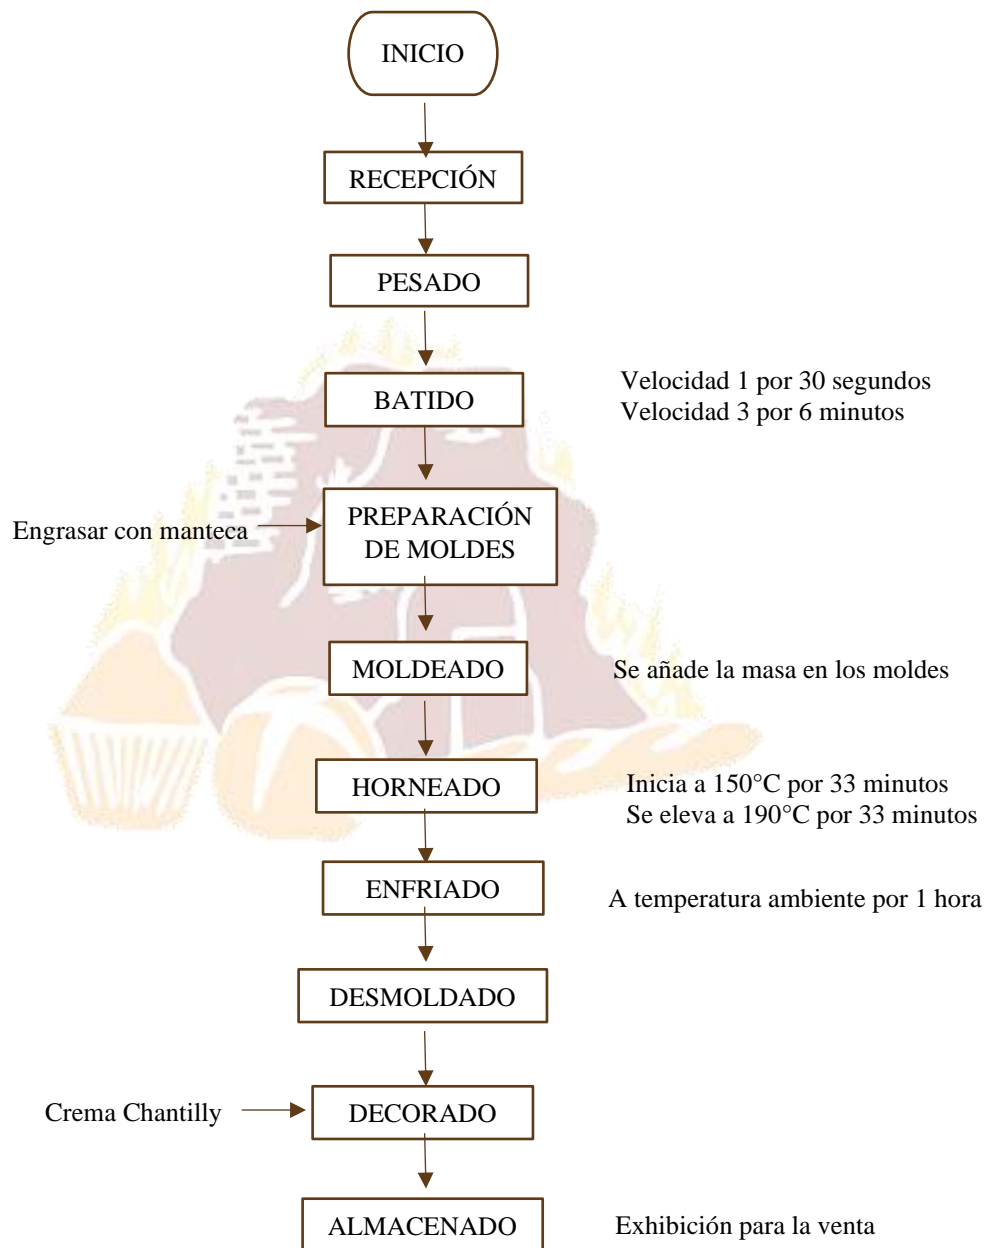 INICIO
RECEPCIÓN
PESADO
BATIDO
Velocidad 1 por 30 segundos
Velocidad 3 por 6 minutos
Engrasar con manteca
PREPARACIÓN
DE MOLDES
MOLDEADO
Se añade la masa en los moldes
HORNEADO
Inicia a 150°C por 33 minutos
Se eleva a 190°C por 33 minutos
ENFRIADO
A temperatura ambiente por 1 hora
DESMOLDADO
Crema Chantilly
DECORADO
ALMACENADO
Exhibición para la venta